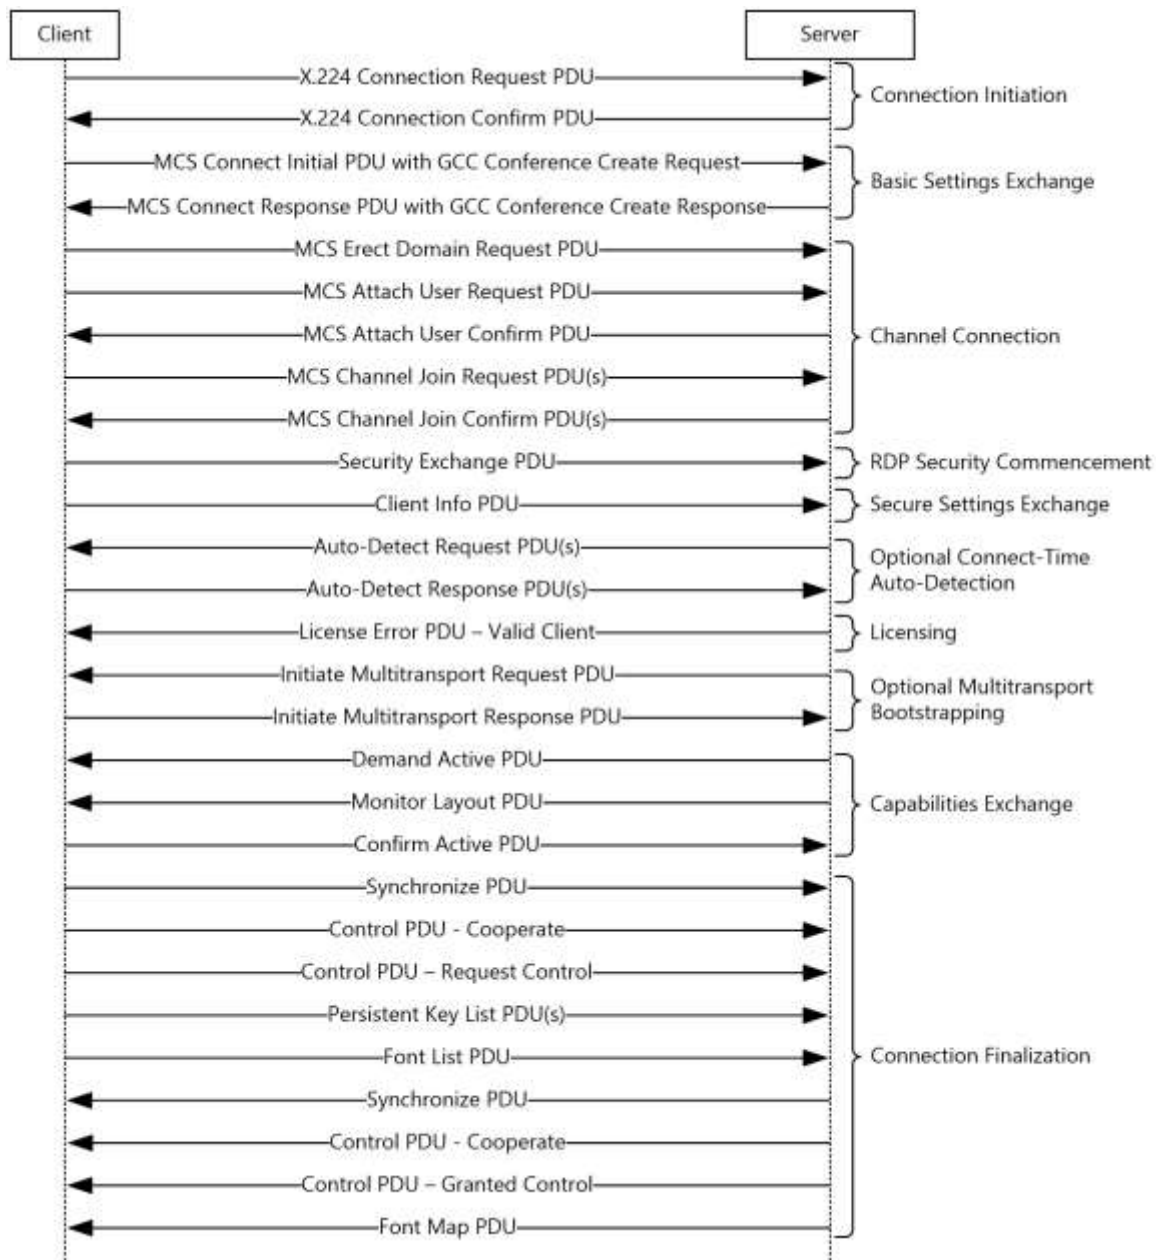 Client
Server
X.224 Connection Request PDU
X.224 Connection Confirm PDU
Connection Initiation
MCS Connect Initial PDU with GCC Conference Create Request
MCS Connect Response PDU with GCC Conference Create Response
Basic Settings Exchange
MCS Erect Domain Request PDU
MCS Attach User Request PDU
MCS Attach User Confirm PDU
MCS Channel Join Request PDU(s)
MCS Channel Join Confirm PDU(s)
Channel Connection
Security Exchange PDU
RDP Security Commencement
Client Info PDU
Secure Settings Exchange
Auto-Detect Request PDU(s)
Auto-Detect Response PDU(s)
Optional Connect-Time
Auto-Detection
License Error PDU – Valid Client
Licensing
Initiate Multitransport Request PDU
Initiate Multitransport Response PDU
Optional Multitransport
Bootstrapping
Demand Active PDU
Monitor Layout PDU
Confirm Active PDU
Capabilities Exchange
Synchronize PDU
Control PDU - Cooperate
Control PDU – Request Control
Persistent Key List PDU(s)
Font List PDU
Synchronize PDU
Control PDU - Cooperate
Control PDU – Granted Control
Font Map PDU
Connection Finalization